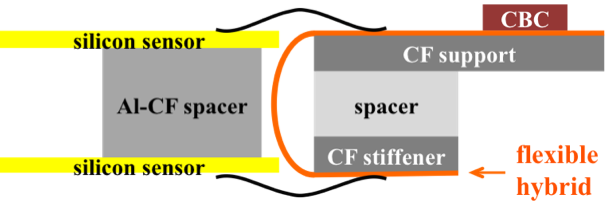 CBC
silicon sensor
CF support
Al-CF spacer
spacer
CF stiffener
silicon sensor
flexible
hybrid